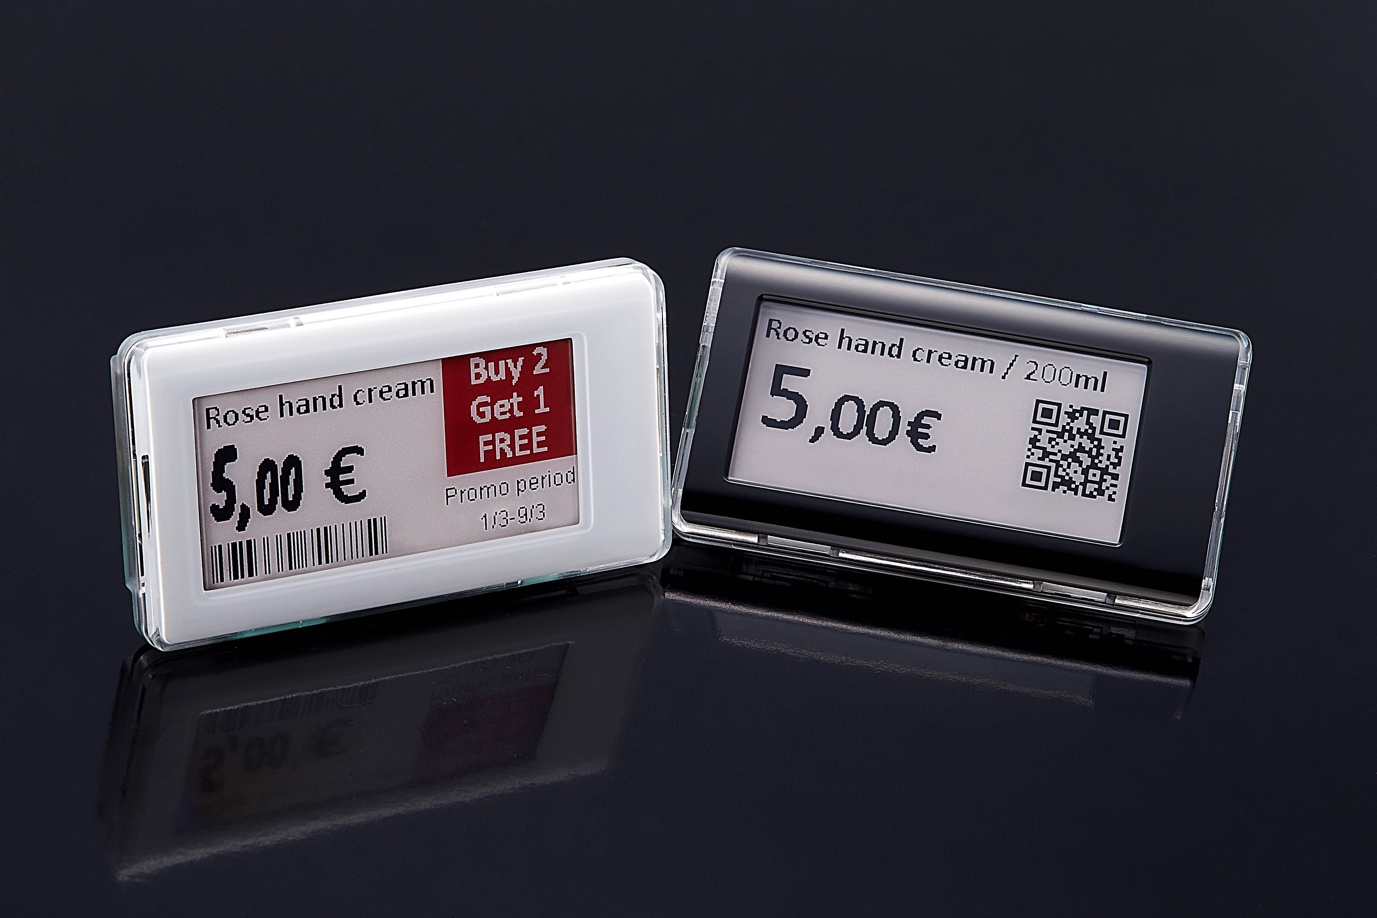 Rose hand cream
5,00 €
Buy 2
Get 1
FREE
Promo period
1/3-9/3
Rose hand cream / 200ml
5,00€